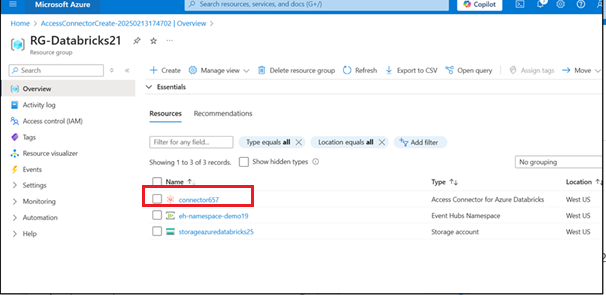 Microsoft Azure
Search resources, services, and docs (G+/)
Copilot
Home > AccessConnectorCreate-20250213174702 | Overview >
RG-Databricks21
Resource group
Search
Create
Manage view
Delete resource group
Refresh
Export to CSV
Open query
Assign tags
Move
Overview
Activity log
Access control (IAM)
Tags
Resource visualizer
Events
Settings
Monitoring
Automation
Help
Essentials
Resources Recommendations
Filter for any field...
Type equals all
Location equals all
Add filter
Showing 1 to 3 of 3 records.
Show hidden types
No grouping
Name Type Location
connector657 Access Connector for Azure Databricks West US
eh-namespace-demo19 Event Hubs Namespace West US
storageazuredatabricks25 Storage account West US